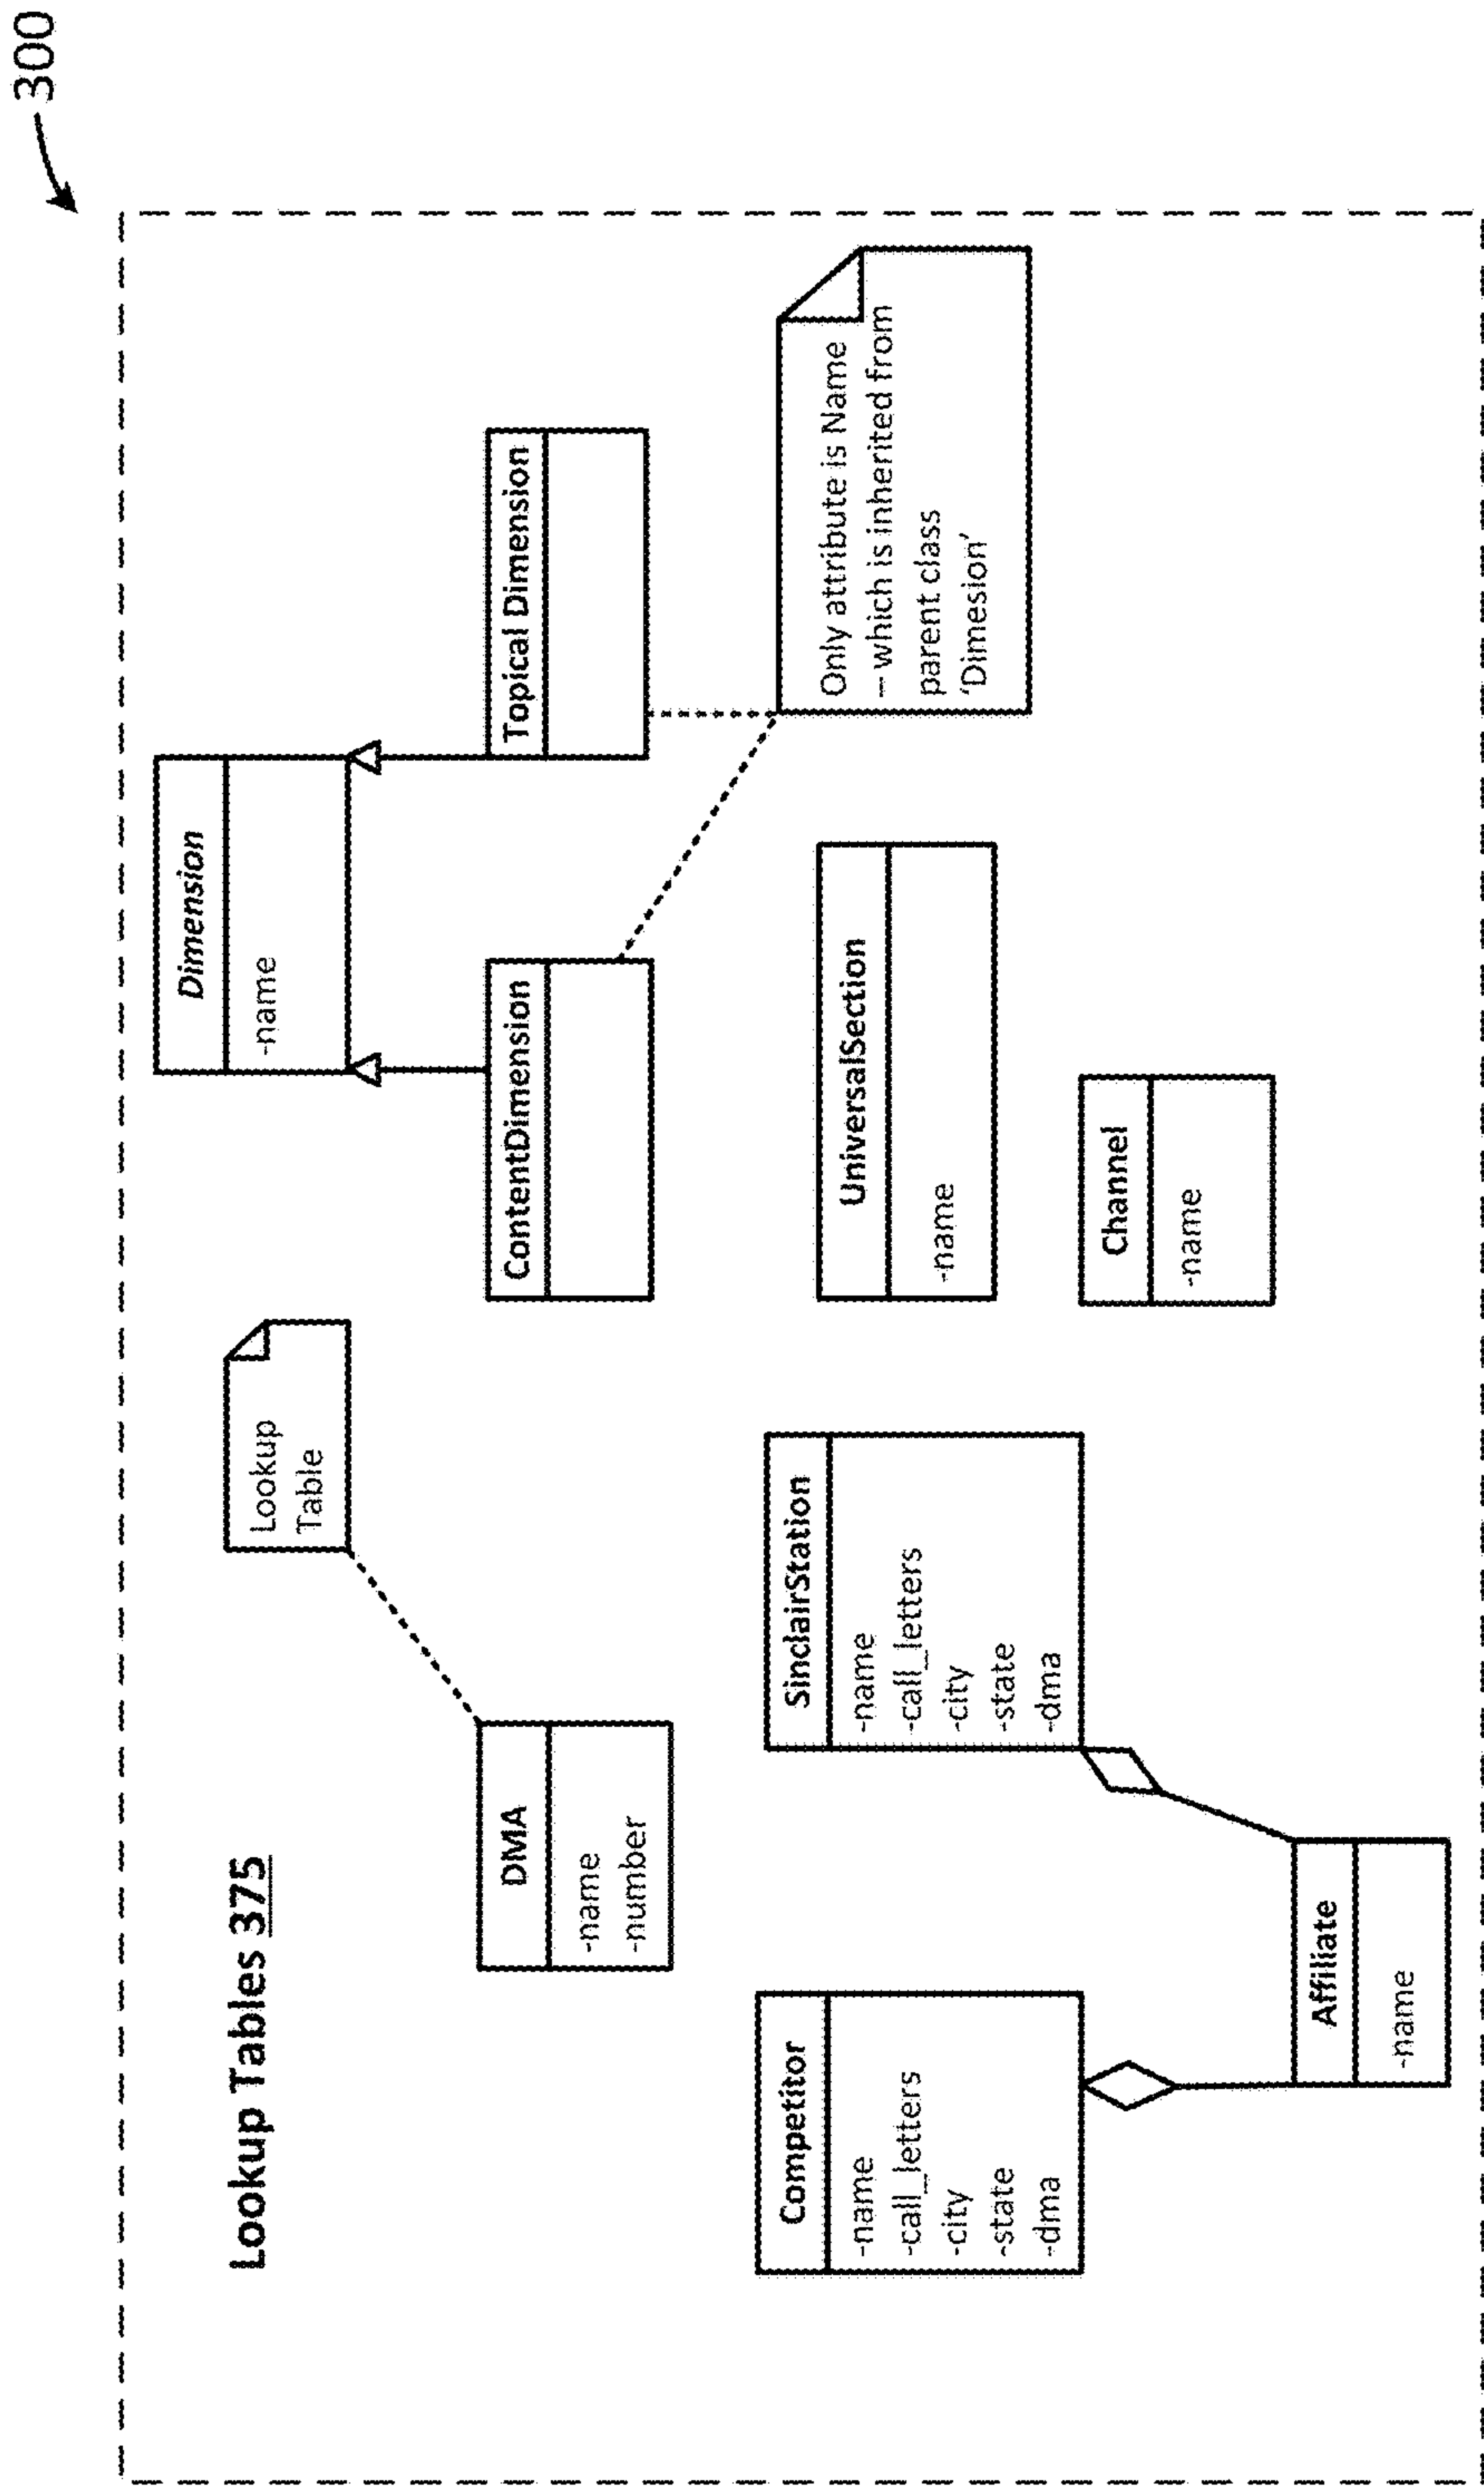 300
Lookup Tables 375
Lookup
Table
Dimension
-name
DMA
-name
-number
ContentDimension
Topical Dimension
Competitor
-name
-call_letters
-city
-state
-dma
SinclairStation
-name
-call_letters
-city
-state
-dma
UniversalSection
-name
Only attribute is Name
– which is inherited from
parent class
‘Dimesion’
Channel
-name
Affiliate
-name